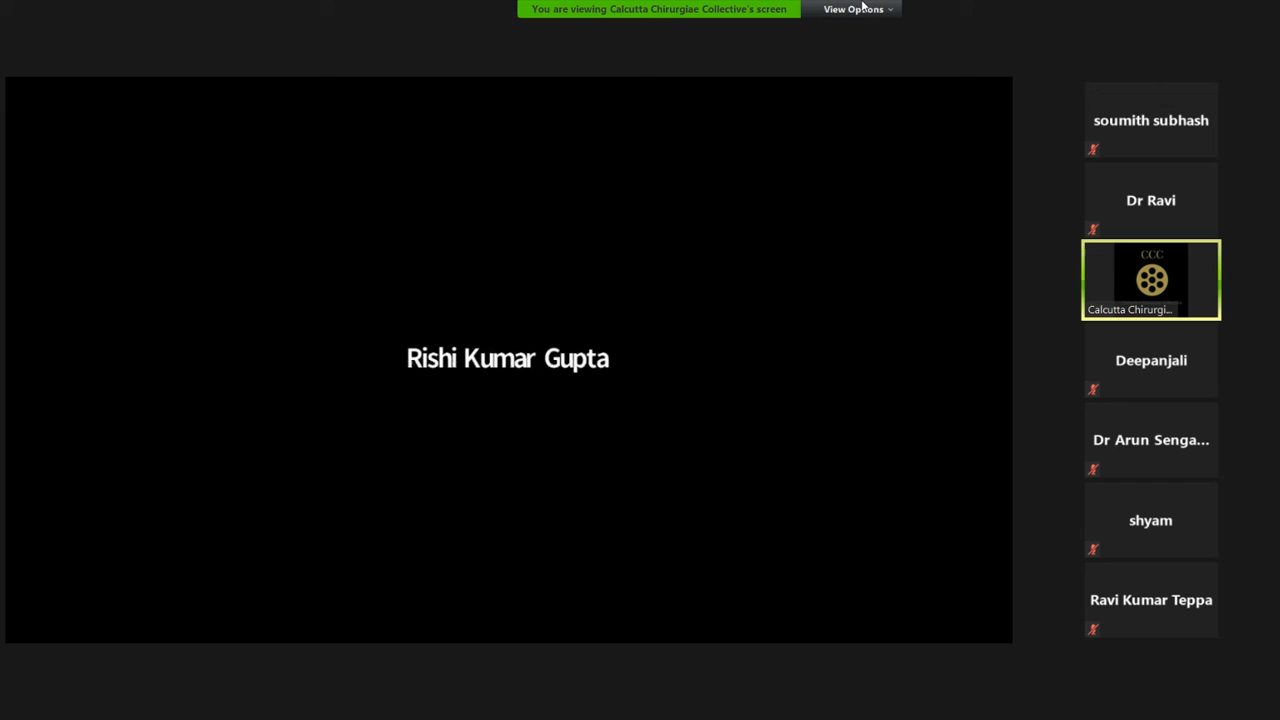 You are viewing Calcutta Chirurgiae Collective's screen
View Options
soumith subhash
Dr Ravi
CCC
Calcutta Chirurgi...
Rishi Kumar Gupta
Deepanjali
Dr Arun Senga...
shyam
Ravi Kumar Teppa